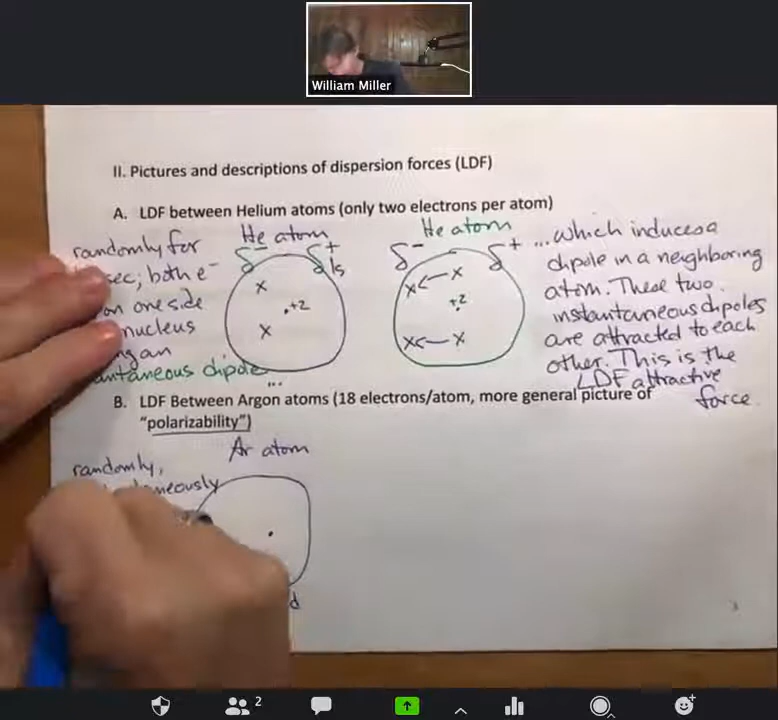 William Miller
II. Pictures and descriptions of dispersion forces (LDF)
A. LDF between Helium atoms (only two electrons per atom)
randomly for
sec; both e⁻
on one side
nucleus
an
dipole
...
He atom
δ⁻ δ⁺
1s
x
.+2
x
He atom
δ⁻ δ⁺
x←x
+2
x←x
...which induces a
dipole in a neighboring
atom. These two
instantaneous dipoles
are attracted to each
other. This is the
LDF attractive
force
B. LDF Between Argon atoms (18 electrons/atom, more general picture of
“polarizability”)
Ar atom
randomly,
d
3
2